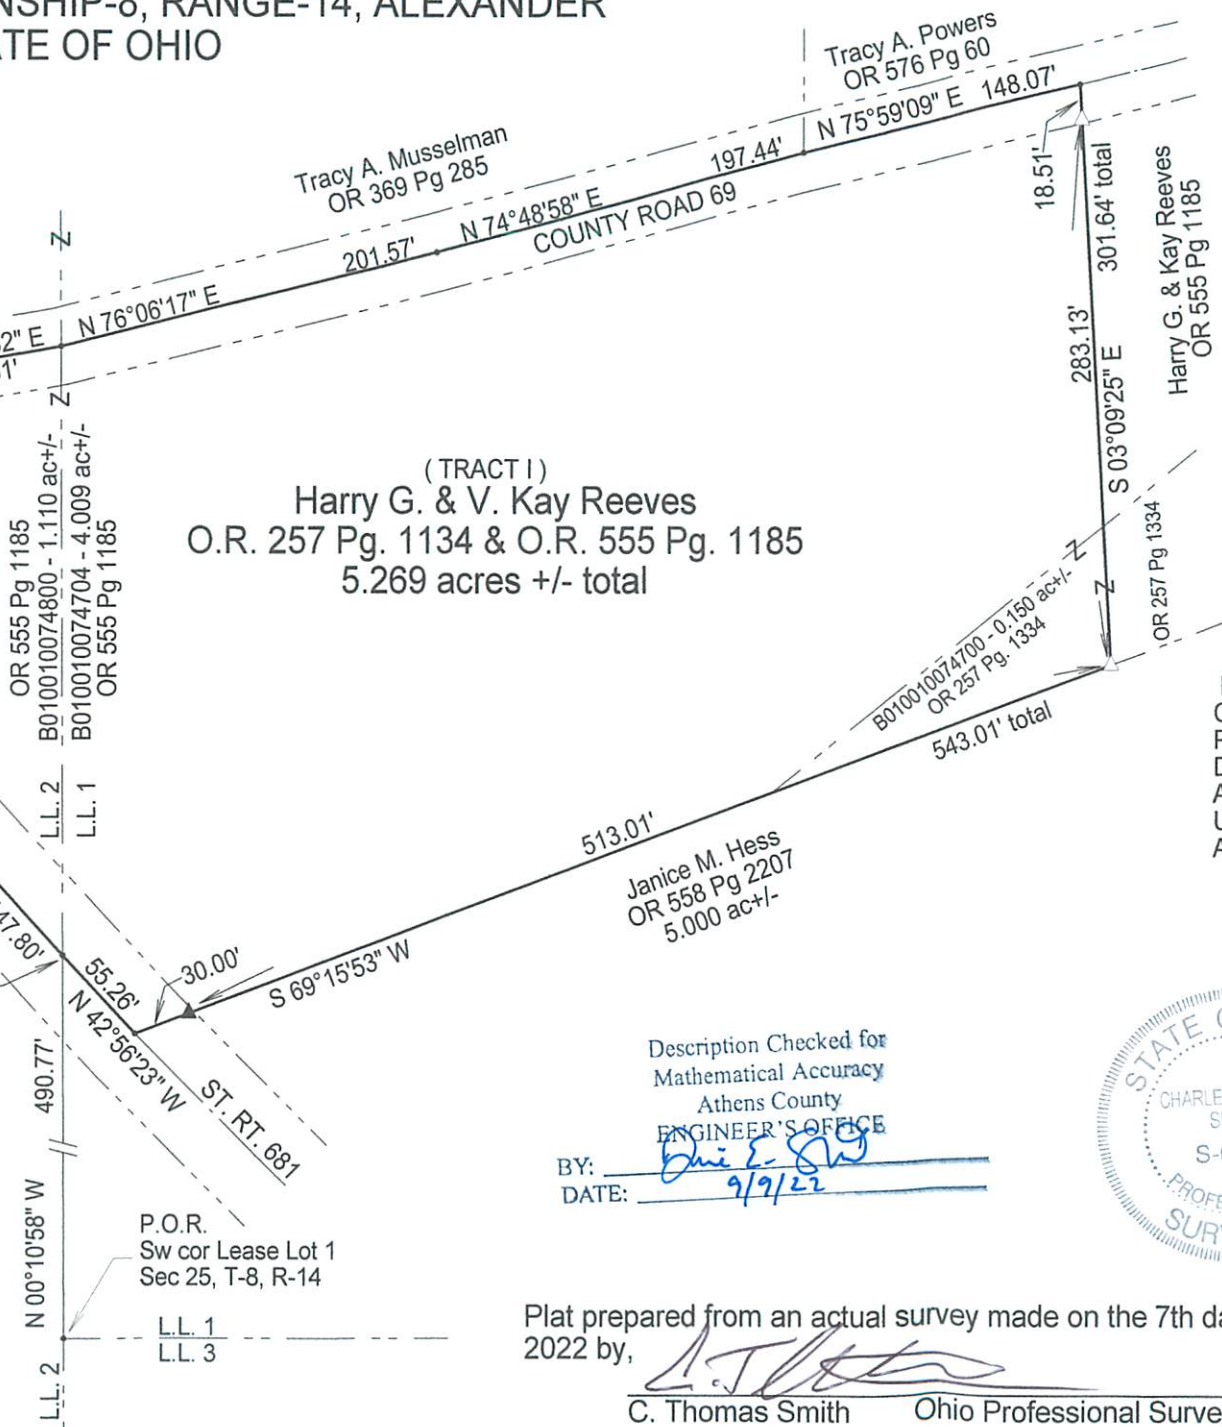 NSHIP-8, RANGE-14, ALEXANDER
TE OF OHIO
Tracy A. Powers
OR 576 Pg 60
N 75°59'09" E 148.07'
Tracy A. Musselman
OR 369 Pg 285
197.44'
N 74°48'58" E
COUNTY ROAD 69
201.57'
N 76°06'17" E
2" E
1'
Z
Z
18.51'
301.64' total
283.13'
S 03°09'25" E
Harry G. & Kay Reeves
OR 555 Pg 1185
OR 257 Pg 1334
OR 555 Pg 1185
B010010074800 - 1.110 ac+/-
B010010074704 - 4.009 ac+/-
OR 555 Pg 1185
( TRACT I )
Harry G. & V. Kay Reeves
O.R. 257 Pg. 1134 & O.R. 555 Pg. 1185
5.269 acres +/- total
Z
Z
B010010074700 - 0.150 ac+/-
OR 257 Pg. 1334
543.01' total
L.L. 2
L.L. 1
513.01'
Janice M. Hess
OR 558 Pg 2207
5.000 ac+/-
S 69°15'53" W
30.00'
47.80'
55.26'
N 42°56'23" W
ST. RT. 681
490.77'
N 00°10'58" W
P.O.R.
Sw cor Lease Lot 1
Sec 25, T-8, R-14
L.L. 1
L.L. 3
L.L. 2
Description Checked for
Mathematical Accuracy
Athens County
ENGINEER'S OFFICE
BY:
DATE: 9/9/22
STATE
CHARLE
S
S-
PROFE
SUR
Plat prepared from an actual survey made on the 7th da
2022 by,
C. Thomas Smith Ohio Professional Surve